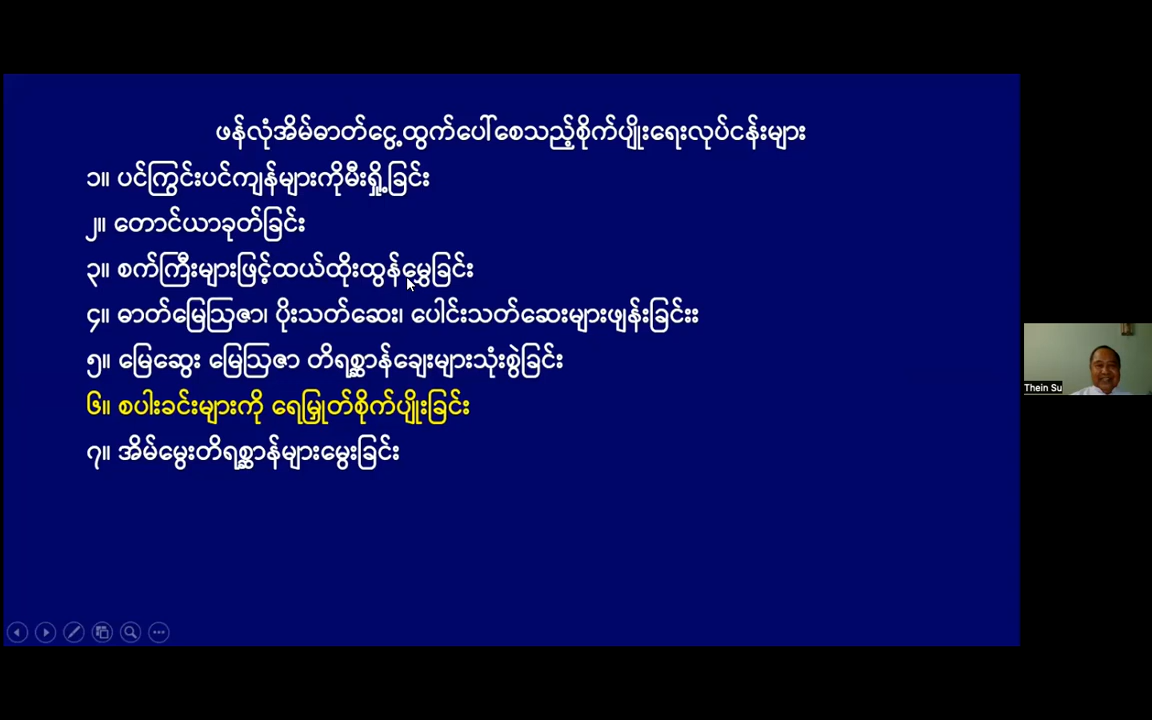 ဖန်လုံအိမ်ဓာတ်ငွေ့ထွက်ပေါ်စေသည့်စိုက်ပျိုးရေးလုပ်ငန်းများ
၁။ ပင်ကြွင်းပင်ကျန်များကိုမီးရှို့ခြင်း
၂။ တောင်ယာခုတ်ခြင်း
၃။ စက်ကြီးများဖြင့်ထယ်ထိုးထွန်မွှေခြင်း
၄။ ဓာတ်မြေဩဇာ၊ ပိုးသတ်ဆေး၊ ပေါင်းသတ်ဆေးများဖျန်းခြင်းး
၅။ မြေဆွေး မြေဩဇာ တိရစ္ဆာန်ချေးများသုံးစွဲခြင်း
၆။ စပါးခင်းများကို ရေမြှုတ်စိုက်ပျိုးခြင်း
၇။ အိမ်မွေးတိရစ္ဆာန်များမွေးခြင်း
Thein Su